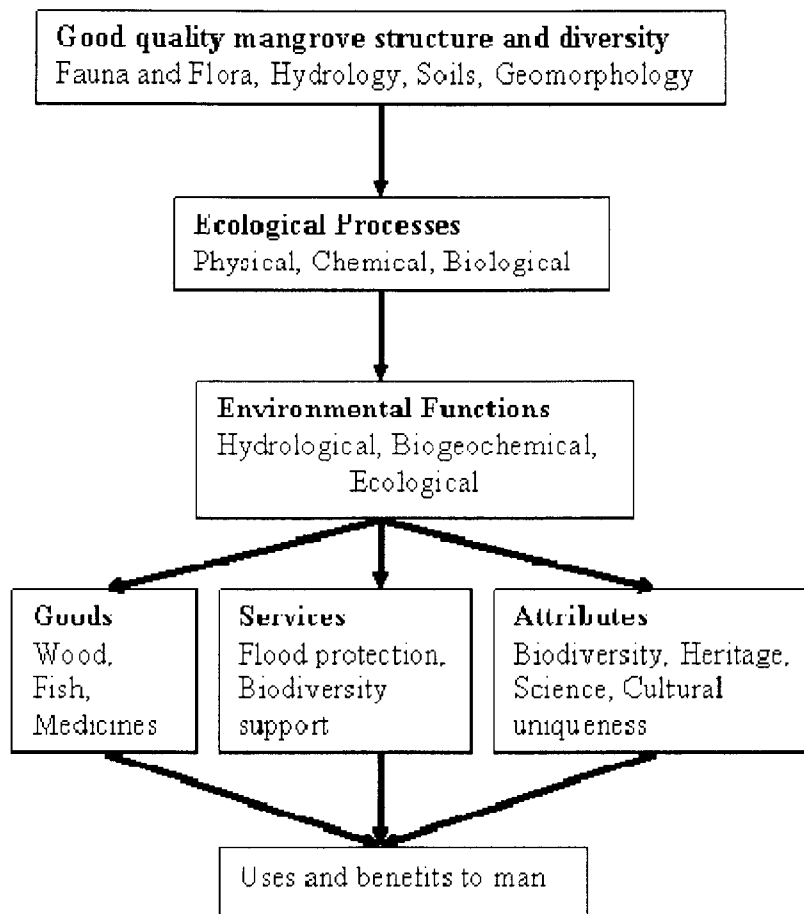 Good quality mangrove structure and diversity
Fauna and Flora, Hydrology, Soils, Geomorphology
Ecological Processes
Physical, Chemical, Biological
Environmental Functions
Hydrological, Biogeochemical,
Ecological
Goods
Wood,
Fish,
Medicines
Services
Flood protection,
Biodiversity
support
Attributes
Biodiversity, Heritage,
Science, Cultural
uniqueness
Uses and benefits to man